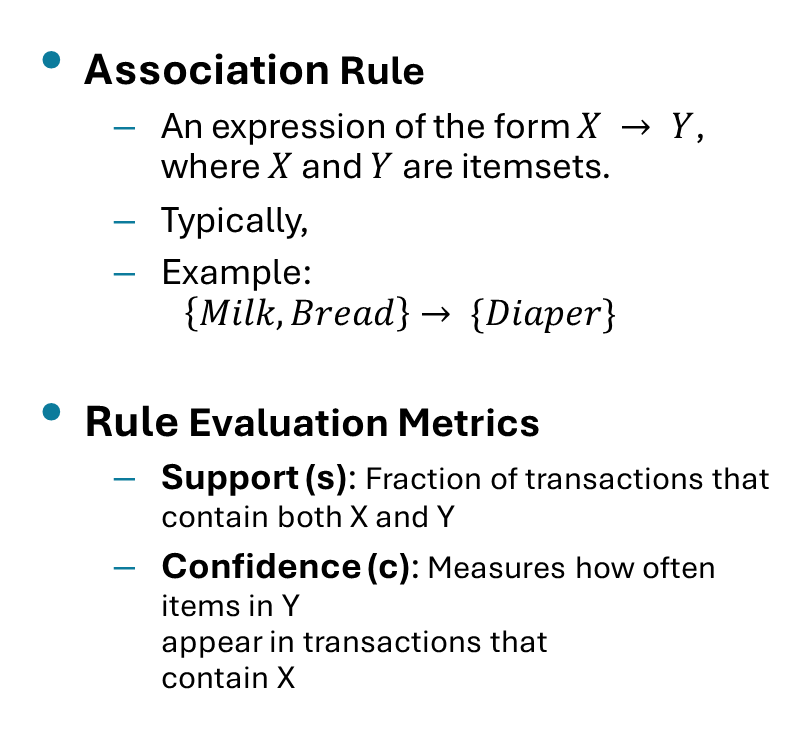 • Association Rule
– An expression of the form X → Y,
where X and Y are itemsets.
– Typically,
– Example:
{Milk, Bread} → {Diaper}
• Rule Evaluation Metrics
– Support (s): Fraction of transactions that
contain both X and Y
– Confidence (c): Measures how often
items in Y
appear in transactions that
contain X